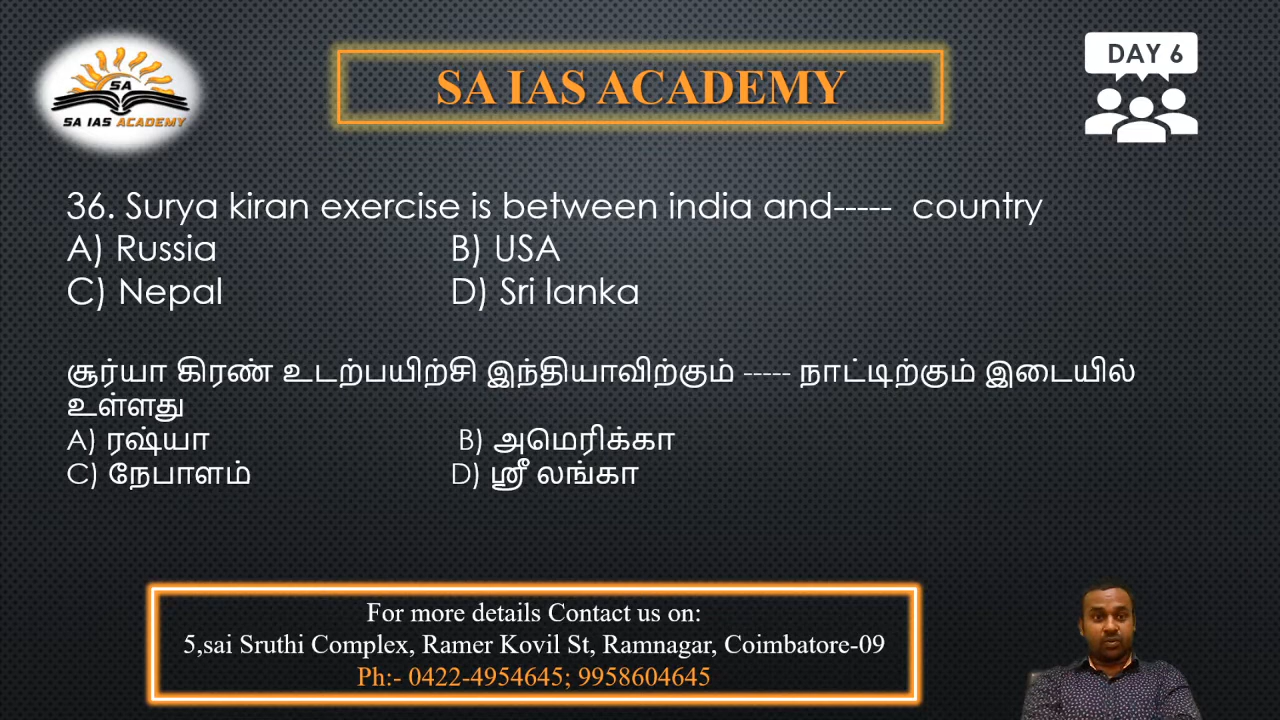 SA
SA IAS ACADEMY
SA IAS ACADEMY
DAY 6
36. Surya kiran exercise is between india and----- country
A) Russia B) USA
C) Nepal D) Sri lanka
சூர்யா கிரண் உடற்பயிற்சி இந்தியாவிற்கும் ----- நாட்டிற்கும் இடையில்
உள்ளது
A) ரஷ்யா B) அமெரிக்கா
C) நேபாளம் D) ஸ்ரீ லங்கா
For more details Contact us on:
5,sai Sruthi Complex, Ramer Kovil St, Ramnagar, Coimbatore-09
Ph:- 0422-4954645; 9958604645